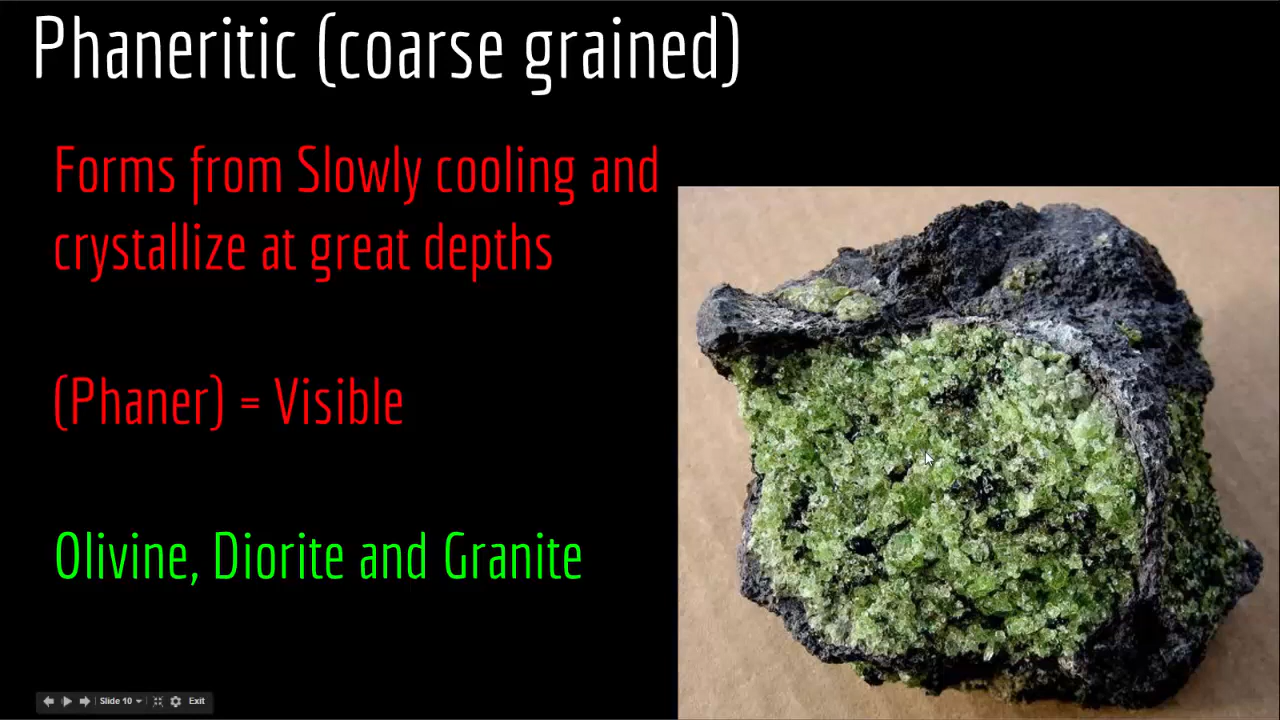 Phaneritic (coarse grained)
Forms from Slowly cooling and
crystallize at great depths
(Phaner) = Visible
Olivine, Diorite and Granite
Slide 10
Exit